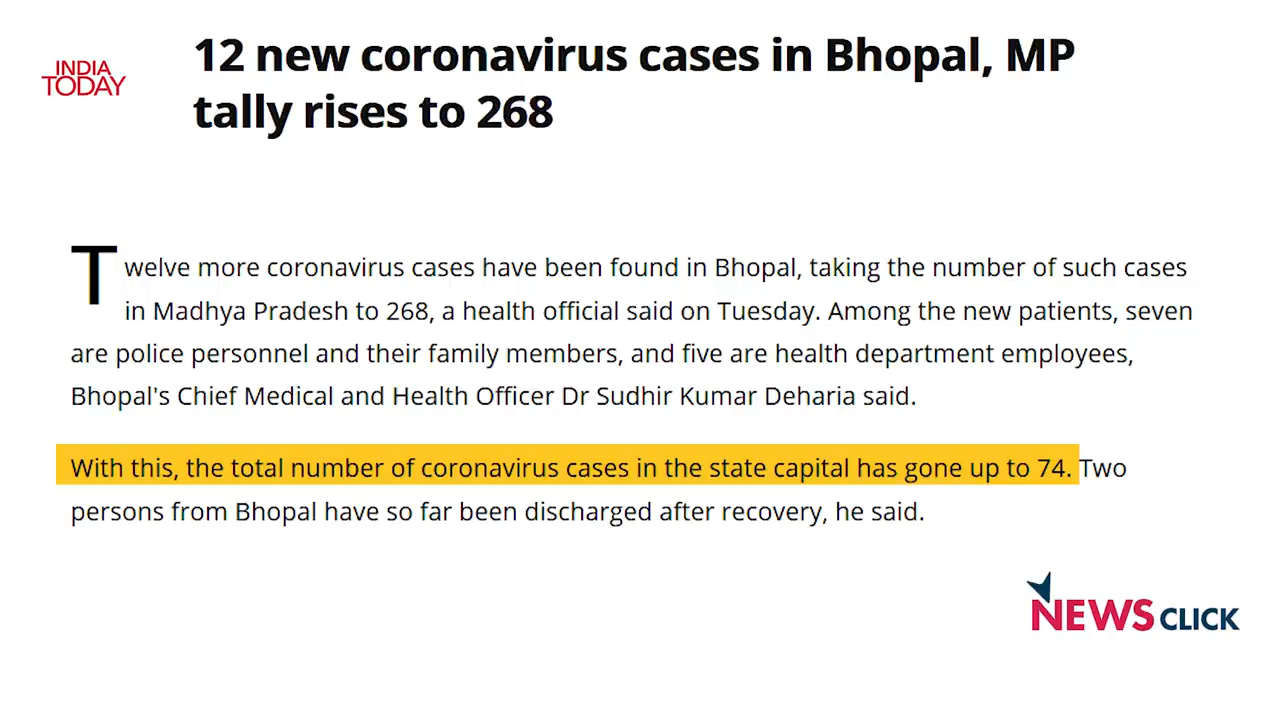 INDIA
TODAY
12 new coronavirus cases in Bhopal, MP
tally rises to 268
Twelve more coronavirus cases have been found in Bhopal, taking the number of such cases
in Madhya Pradesh to 268, a health official said on Tuesday. Among the new patients, seven
are police personnel and their family members, and five are health department employees,
Bhopal's Chief Medical and Health Officer Dr Sudhir Kumar Deharia said.
With this, the total number of coronavirus cases in the state capital has gone up to 74. Two
persons from Bhopal have so far been discharged after recovery, he said.
NEWS CLICK